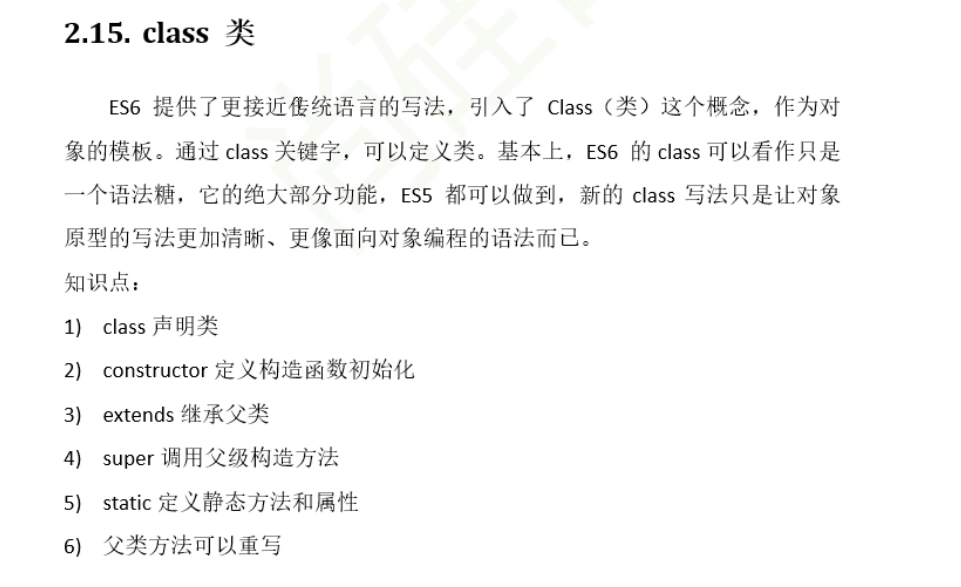 2.15. class 类
ES6 提供了更接近传统语言的写法，引入了 Class（类）这个概念，作为对
象的模板。通过 class 关键字，可以定义类。基本上，ES6 的 class 可以看作只是
一个语法糖，它的绝大部分功能，ES5 都可以做到，新的 class 写法只是让对象
原型的写法更加清晰、更像面向对象编程的语法而已。
知识点：
1) class 声明类
2) constructor 定义构造函数初始化
3) extends 继承父类
4) super 调用父级构造方法
5) static 定义静态方法和属性
6) 父类方法可以重写